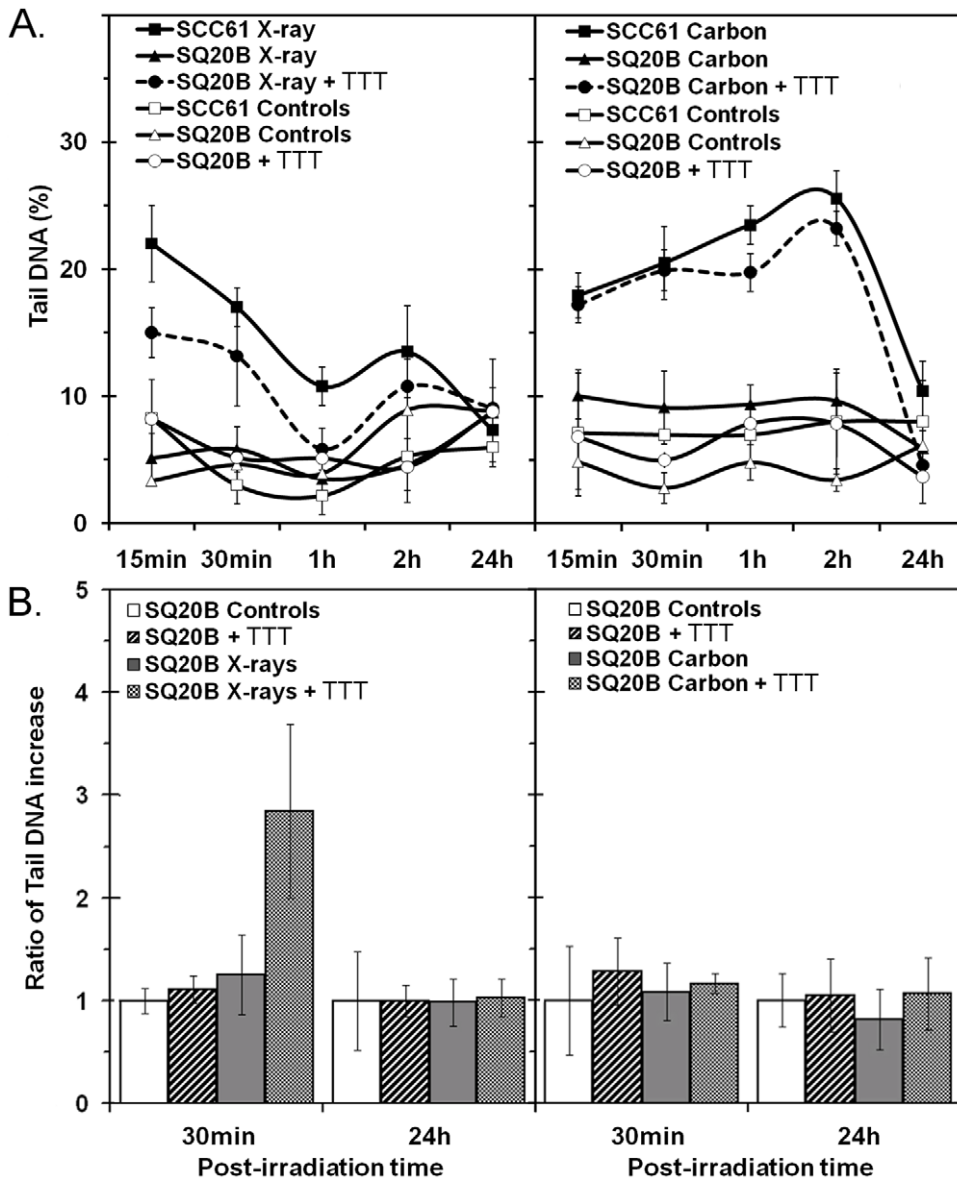 A.
SCC61 X-ray
SQ20B X-ray
SQ20B X-ray + TTT
SCC61 Controls
SQ20B Controls
SQ20B + TTT
SCC61 Carbon
SQ20B Carbon
SQ20B Carbon + TTT
SCC61 Controls
SQ20B Controls
SQ20B + TTT
Tail DNA (%)
30
20
10
0
15min 30min 1h 2h 24h
15min 30min 1h 2h 24h
B.
SQ20B Controls
SQ20B + TTT
SQ20B X-rays
SQ20B X-rays + TTT
SQ20B Controls
SQ20B + TTT
SQ20B Carbon
SQ20B Carbon + TTT
Ratio of Tail DNA increase
5
4
3
2
1
0
30min 24h
30min 24h
Post-irradiation time
Post-irradiation time